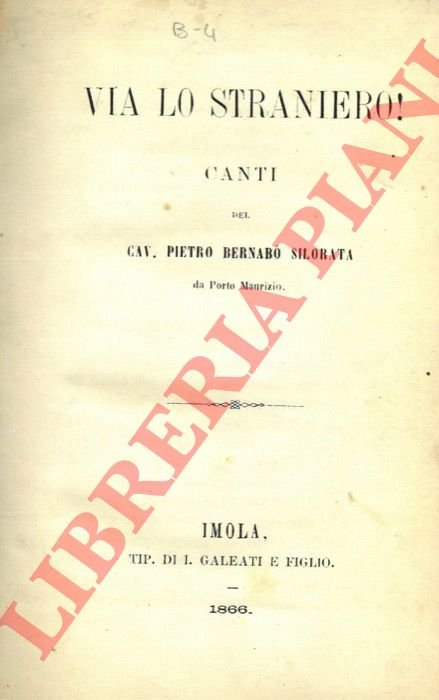 B-4
VIA LO STRANIERO!
CANTI
DEL
CAV. PIETRO BERNABÒ SILORATA
da Porto Maurizio.
IMOLA,
TIP. DI I. GALEATI E FIGLIO.
—
1866.
LIBRERIA PIANI